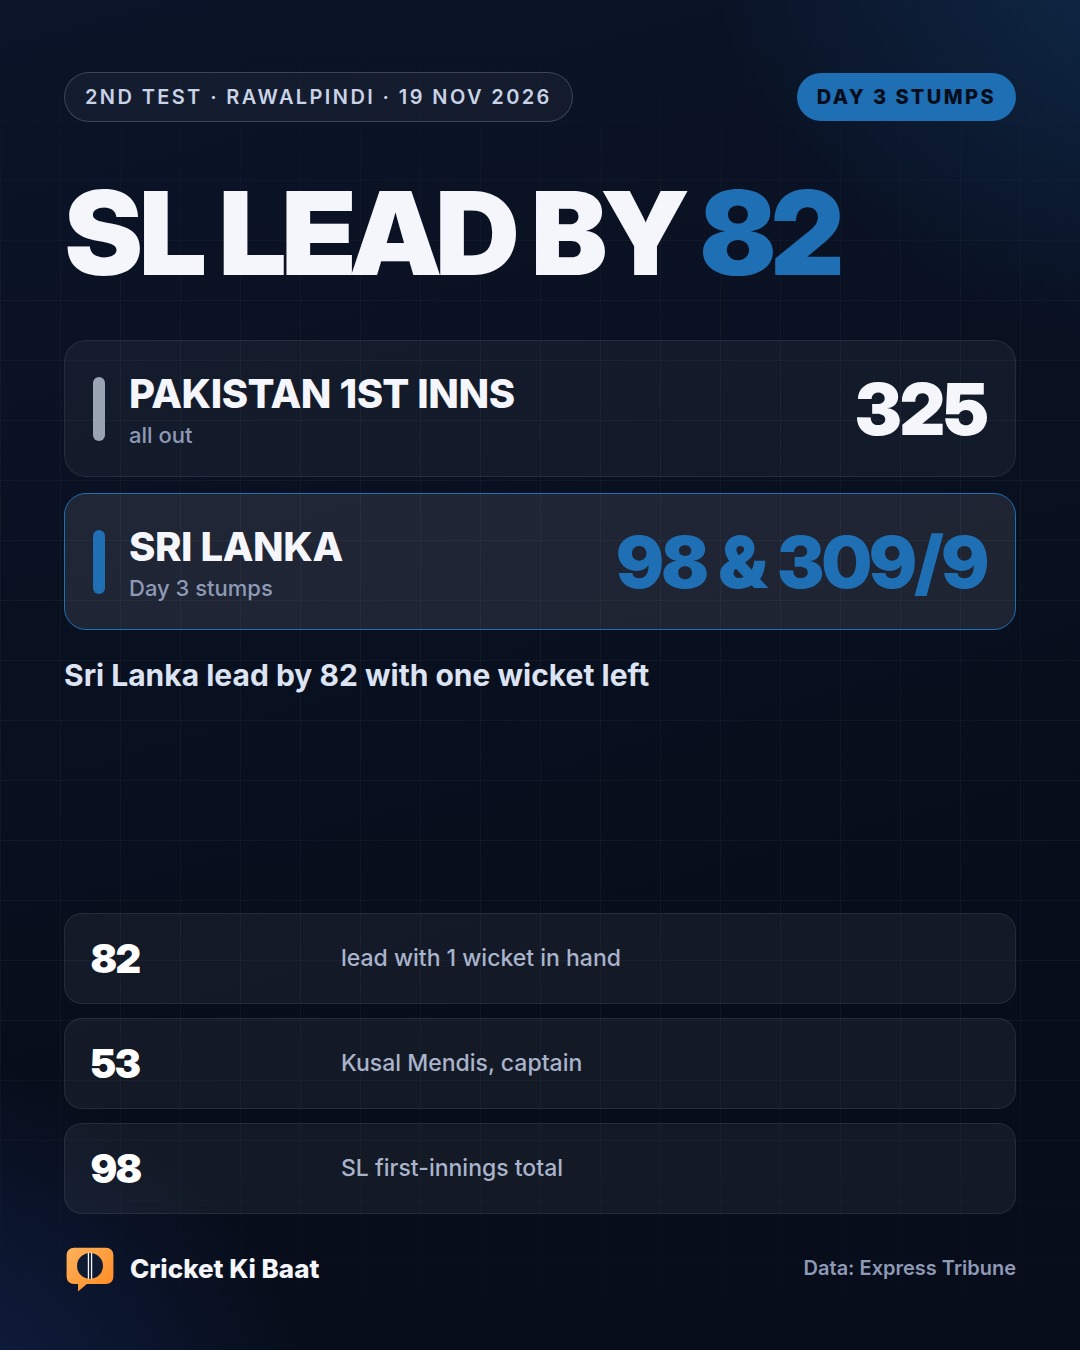 2ND TEST · RAWALPINDI · 19 NOV 2026
DAY 3 STUMPS
SL LEAD BY 82
PAKISTAN 1ST INNS
all out
325
SRI LANKA
Day 3 stumps
98 & 309/9
Sri Lanka lead by 82 with one wicket left
82 lead with 1 wicket in hand
53 Kusal Mendis, captain
98 SL first-innings total
Cricket Ki Baat
Data: Express Tribune